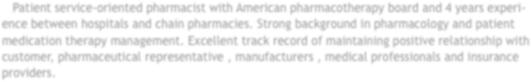 Patient service-oriented pharmacist with American pharmacotherapy board and 4 years experi-
ence between hospitals and chain pharmacies. Strong background in pharmacology and patient
medication therapy management. Excellent track record of maintaining positive relationship with
customer, pharmaceutical representative , manufacturers , medical professionals and insurance
providers.